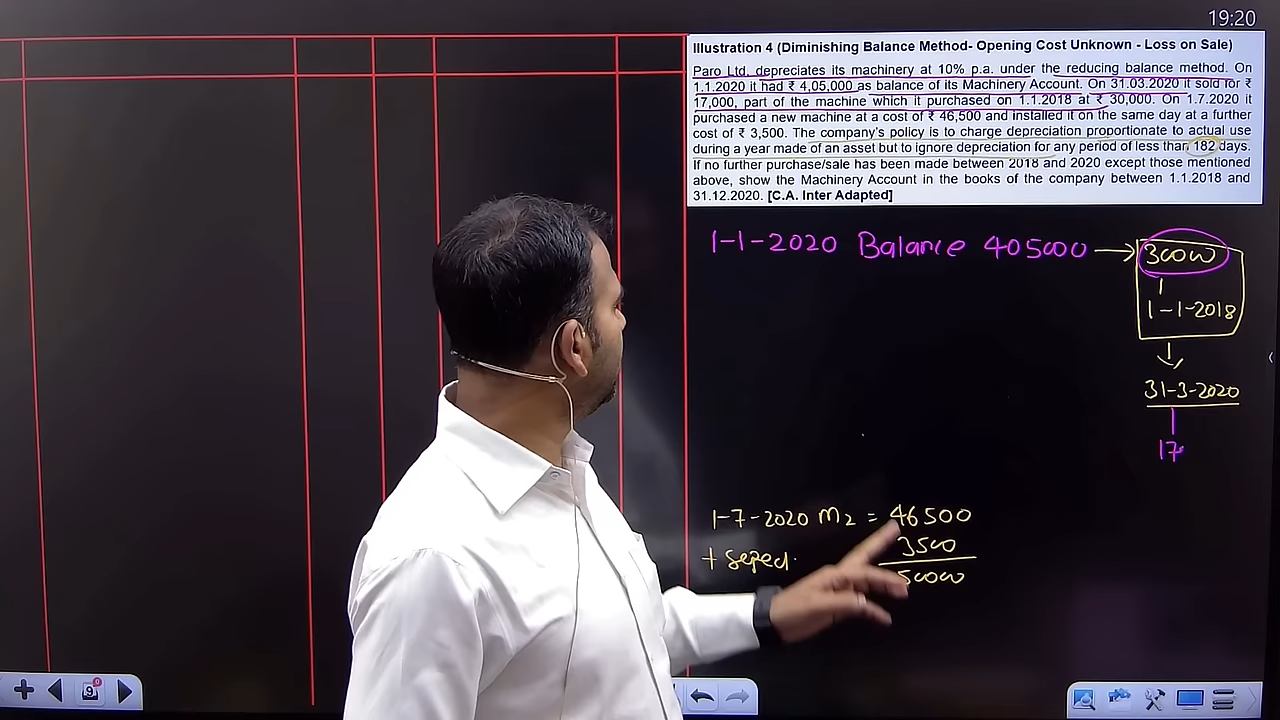 19:20
Illustration 4 (Diminishing Balance Method- Opening Cost Unknown - Loss on Sale)
Paro Ltd. depreciates its machinery at 10% p.a. under the reducing balance method. On
1.1.2020 it had ₹ 4,05,000 as balance of its Machinery Account. On 31.03.2020 it sold for ₹
17,000, part of the machine which it purchased on 1.1.2018 at ₹ 30,000. On 1.7.2020 it
purchased a new machine at a cost of ₹ 46,500 and installed it on the same day at a further
cost of ₹ 3,500. The company's policy is to charge depreciation proportionate to actual use
during a year made of an asset but to ignore depreciation for any period of less than 182 days.
If no further purchase/sale has been made between 2018 and 2020 except those mentioned
above, show the Machinery Account in the books of the company between 1.1.2018 and
31.12.2020. [C.A. Inter Adapted]
1-1-2020 Balance 405000 → 30000
1-1-2018
31-3-2020
17
1-7-2020 M2 = 46500
+ 3500
50000
9